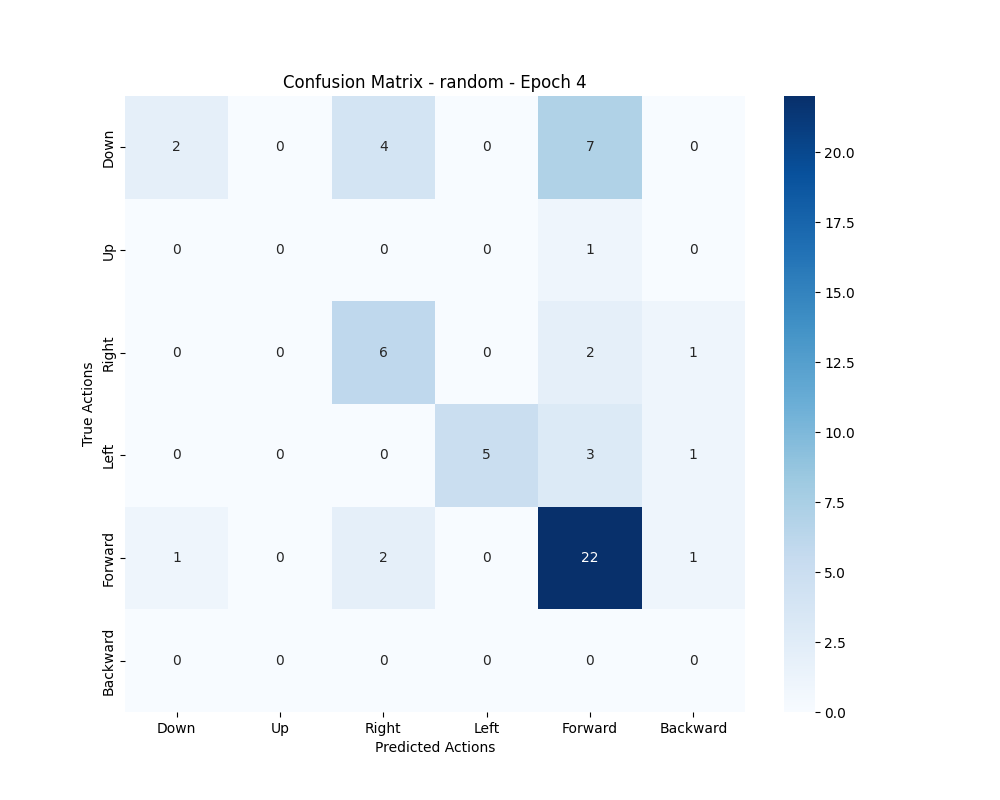 Confusion Matrix - random - Epoch 4
True Actions
Down 2 0 4 0 7 0
Up 0 0 0 0 1 0
Right 0 0 6 0 2 1
Left 0 0 0 5 3 1
Forward 1 0 2 0 22 1
Backward 0 0 0 0 0 0
Down Up Right Left Forward Backward
Predicted Actions
20.0
17.5
15.0
12.5
10.0
7.5
5.0
2.5
0.0